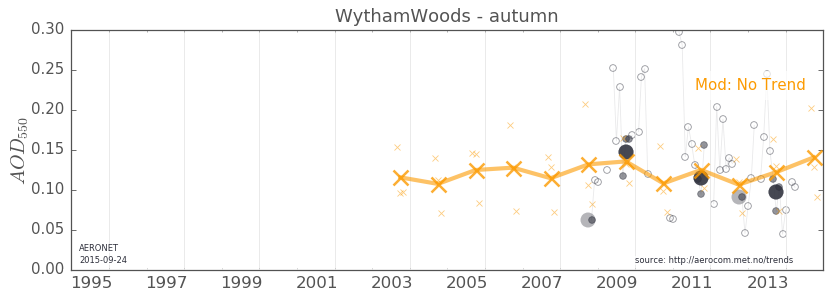 WythamWoods - autumn
0.30
0.25
0.20
0.15
0.10
0.05
0.00
AOD550
Mod: No Trend
AERONET
2015-09-24
source: http://aerocom.met.no/trends
1995 1997 1999 2001 2003 2005 2007 2009 2011 2013